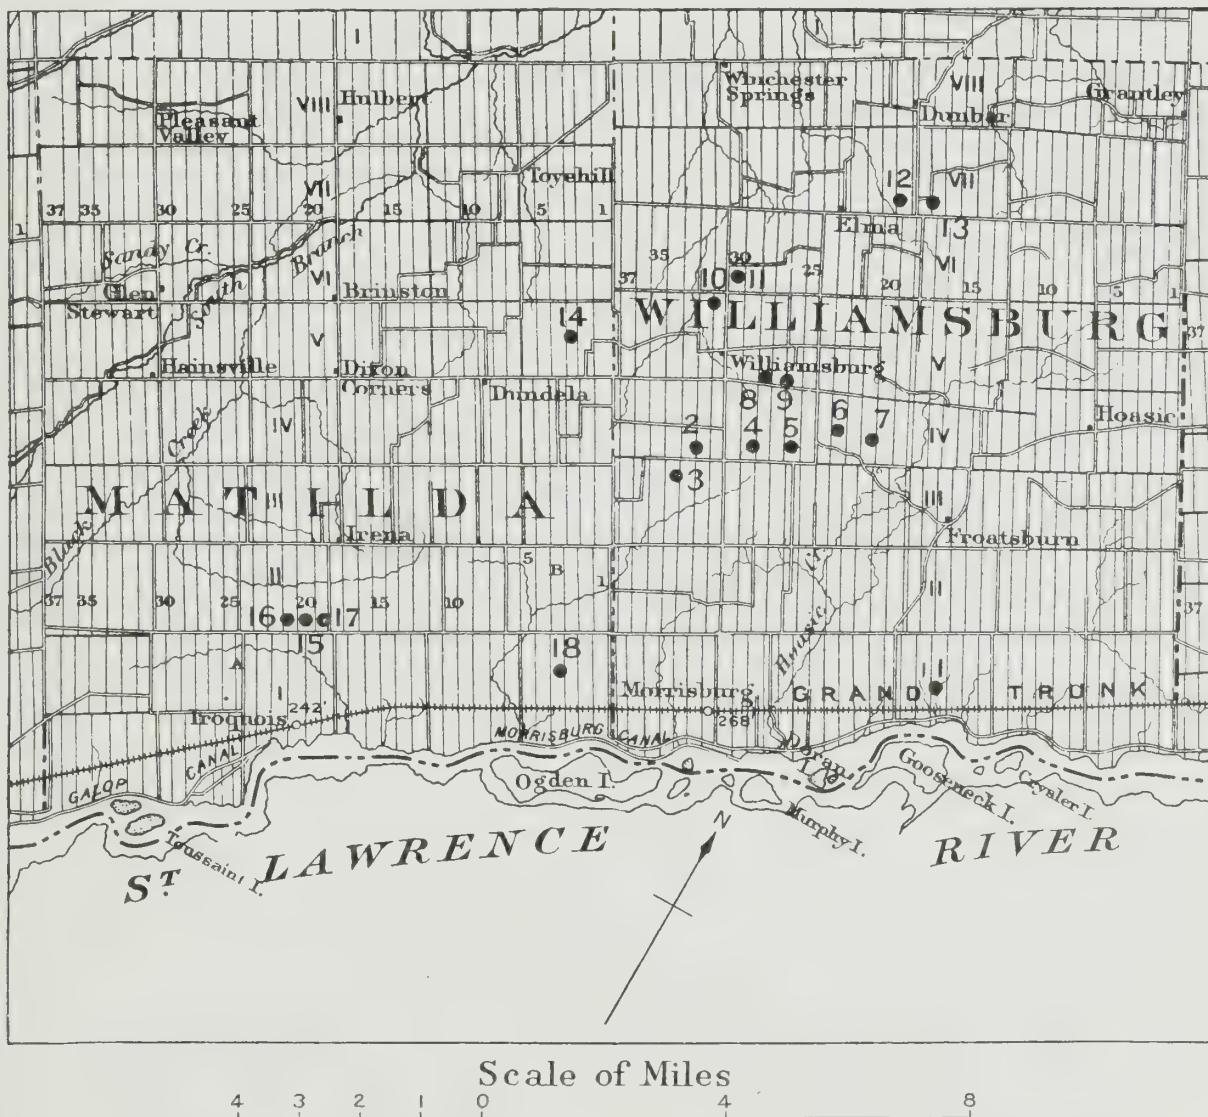 I
I
VIII
Hulbert
Pleasant
Valley
Winchester
Springs
VIII
Grantley
Dunbar
Toyehill
VII
12
VII
37 35 30 25 20 15 10 5 1
1
Elma
13
Sandy Cr.
South Branch
VI
35
30
37
10
11
25
VI
20
15
10
5
1
Glen
Stewart
Brinston
14
WILLIAMSBURG
37
V
Hainsville
Dixon
Corners
Dundela
Williamsburg
V
8
9
6
7
Hoasic
IV
2
4
5
IV
3
MATILDA
III
III
Black Creek
Irena
Froatsburn
II
5
B
1
II
37 35 30 25 20 15 10
37
16
17
15
Hoasic Cr.
A
18
I
Morrisburg
11
GRAND TRUNK
Iroquois
242'
268'
MORRISBURG CANAL
GALOP CANAL
Doran I.
Ogden I.
Gooseneck I.
Crysler I.
Murphy I.
Toussaint I.
ST LAWRENCE RIVER
N
Scale of Miles
4 3 2 1 0 4 8